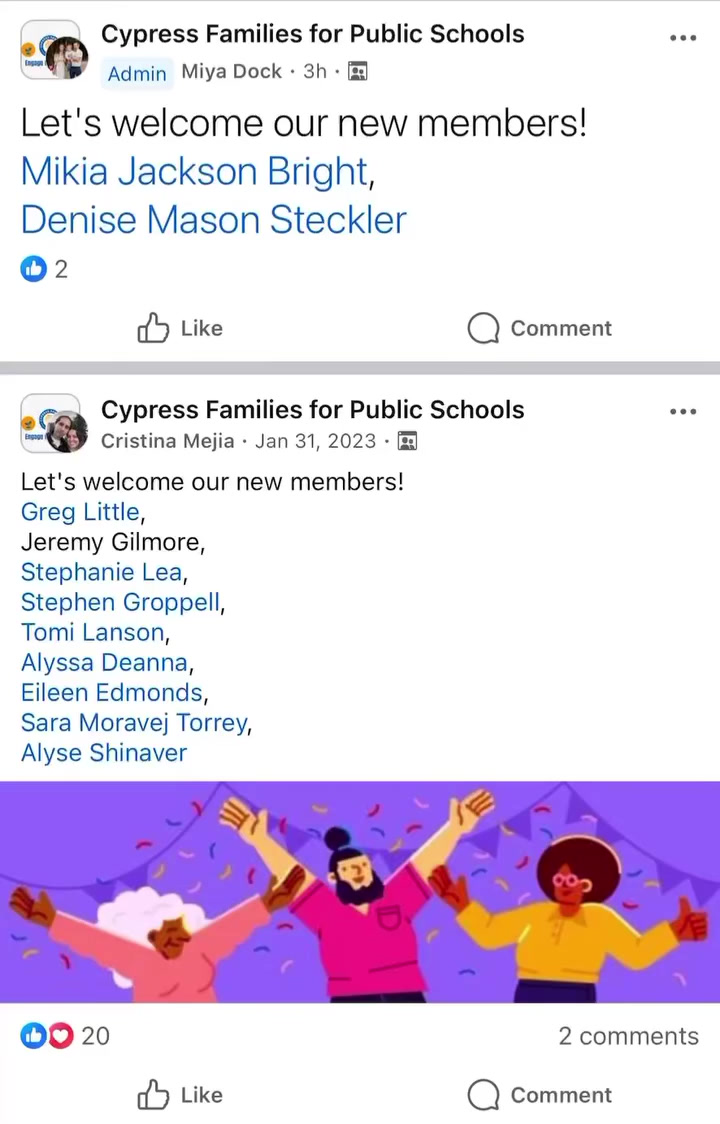 Cypress Families for Public Schools
Admin Miya Dock · 3h ·
Let's welcome our new members!
Mikia Jackson Bright,
Denise Mason Steckler
2
Like Comment
Cypress Families for Public Schools
Cristina Mejia · Jan 31, 2023 ·
Let's welcome our new members!
Greg Little,
Jeremy Gilmore,
Stephanie Lea,
Stephen Groppell,
Tomi Lanson,
Alyssa Deanna,
Eileen Edmonds,
Sara Moravej Torrey,
Alyse Shinaver
20 2 comments
Like Comment